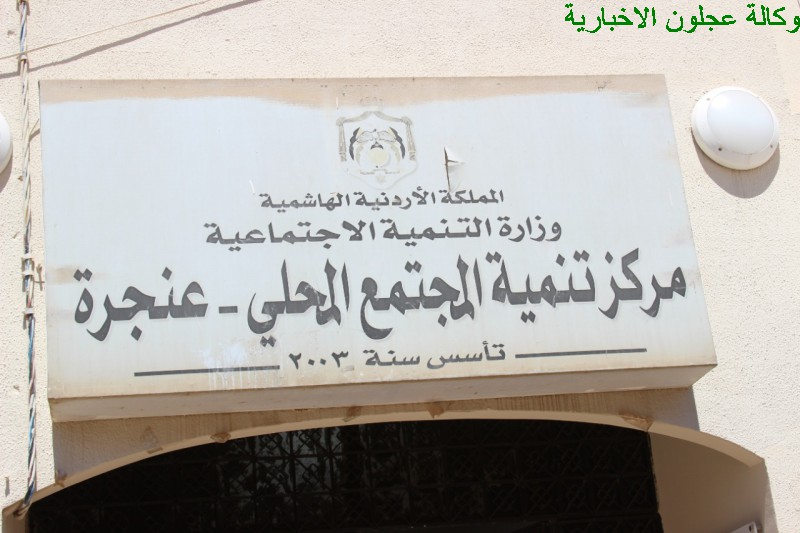 وكالة عجلون الاخبارية
المملكة الأردنية الهاشمية
وزارة التنمية الاجتماعية
مركز تنمية المجتمع المحلي - عنجرة
تأسس سنة ٢٠٠٣